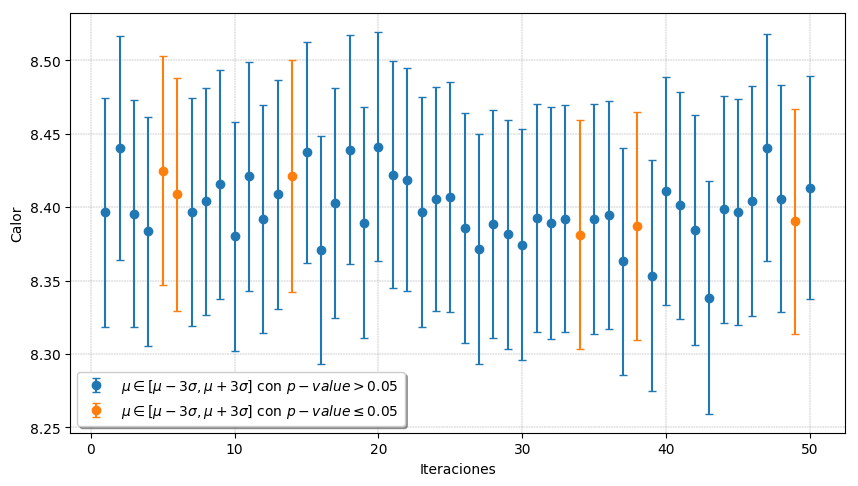 8.50
8.45
8.40
8.35
8.30
8.25
Calor
μ ∈ [μ − 3σ, μ + 3σ] con p − value > 0.05
μ ∈ [μ − 3σ, μ + 3σ] con p − value ≤ 0.05
0 10 20 30 40 50
Iteraciones